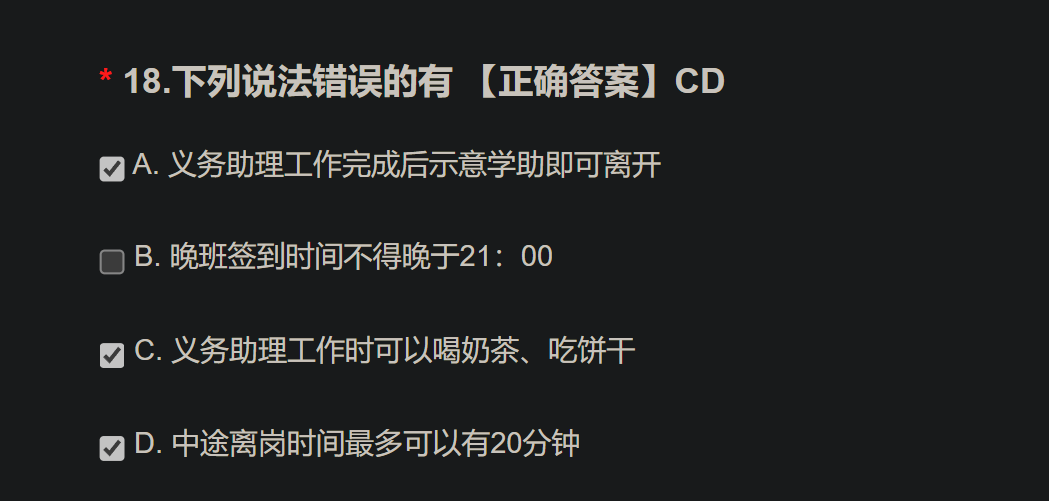 * 18.下列说法错误的有 【正确答案】CD
A. 义务助理工作完成后示意学助即可离开
B. 晚班签到时间不得晚于21：00
C. 义务助理工作时可以喝奶茶、吃饼干
D. 中途离岗时间最多可以有20分钟